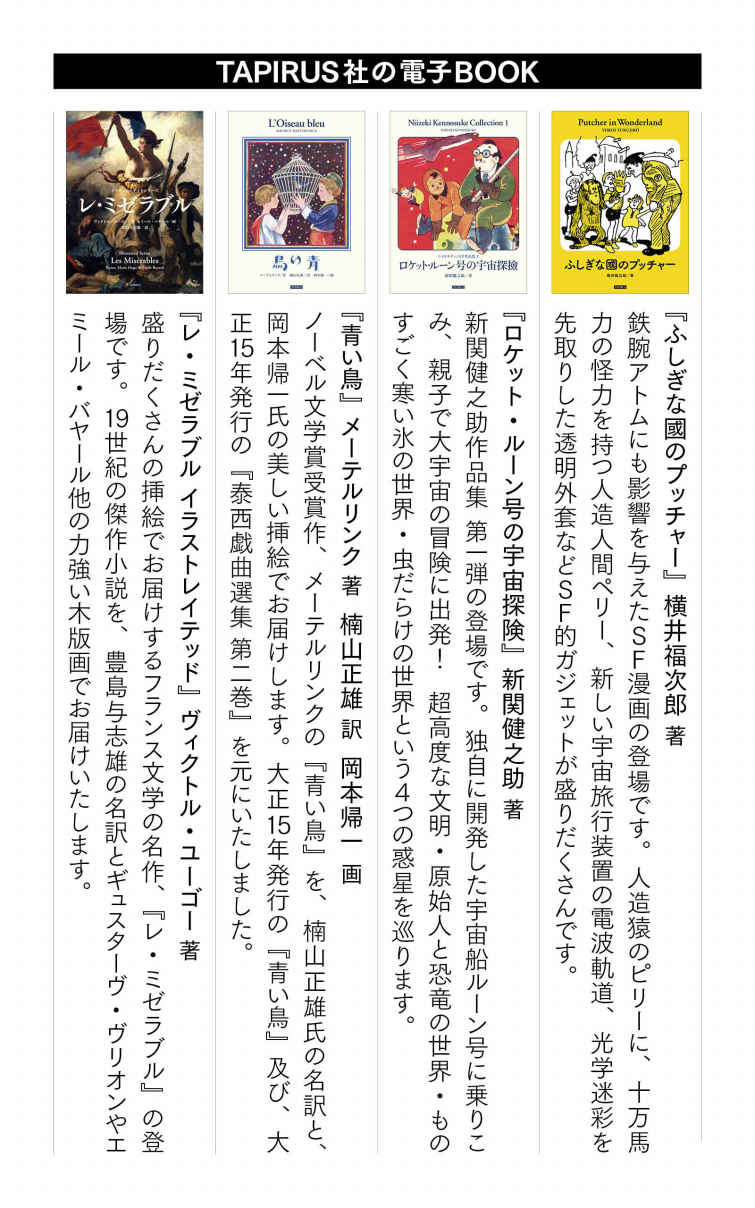 TAPIRUS社の電子BOOK
Putcher in Wonderland
ふしぎな國のプッチャー
『ふしぎな國のプッチャー』 横井福次郎 著
鉄腕アトムにも影響を与えたSF漫画の登場です。人造猿のピリーに、十万馬
力の怪力を持つ人造人間ペリー、新しい宇宙旅行装置の電波軌道、光学迷彩を
先取りした透明外套などSF的ガジェットが盛りだくさんです。
Niizeki Kennosuke Collection 1
ロケット・ルーン号の宇宙探險
『ロケット・ルーン号の宇宙探険』 新関健之助 著
新関健之助作品集 第一弾の登場です。独自に開発した宇宙船ルーン号に乗りこ
み、親子で大宇宙の冒険に出発！ 超高度な文明・原始人と恐竜の世界・もの
すごく寒い氷の世界・虫だらけの世界という4つの惑星を巡ります。
L'Oiseau bleu
鳥い青
『青い鳥』 メーテルリンク 著 楠山正雄 訳 岡本帰一 画
ノーベル文学賞受賞作、メーテルリンクの『青い鳥』を、楠山正雄氏の名訳と、
岡本帰一氏の美しい挿絵でお届けします。大正15年発行の『青い鳥』及び、大
正15年発行の『泰西戯曲選集 第二巻』を元にいたしました。
レ・ミゼラブル
Les Misérables
『レ・ミゼラブル イラストレイテッド』 ヴィクトル・ユーゴー 著
盛りだくさんの挿絵でお届けするフランス文学の名作、『レ・ミゼラブル』の登
場です。19世紀の傑作小説を、豊島与志雄の名訳とギュスターヴ・ヴリオンやエ
ミール・バヤール他の力強い木版画でお届けいたします。